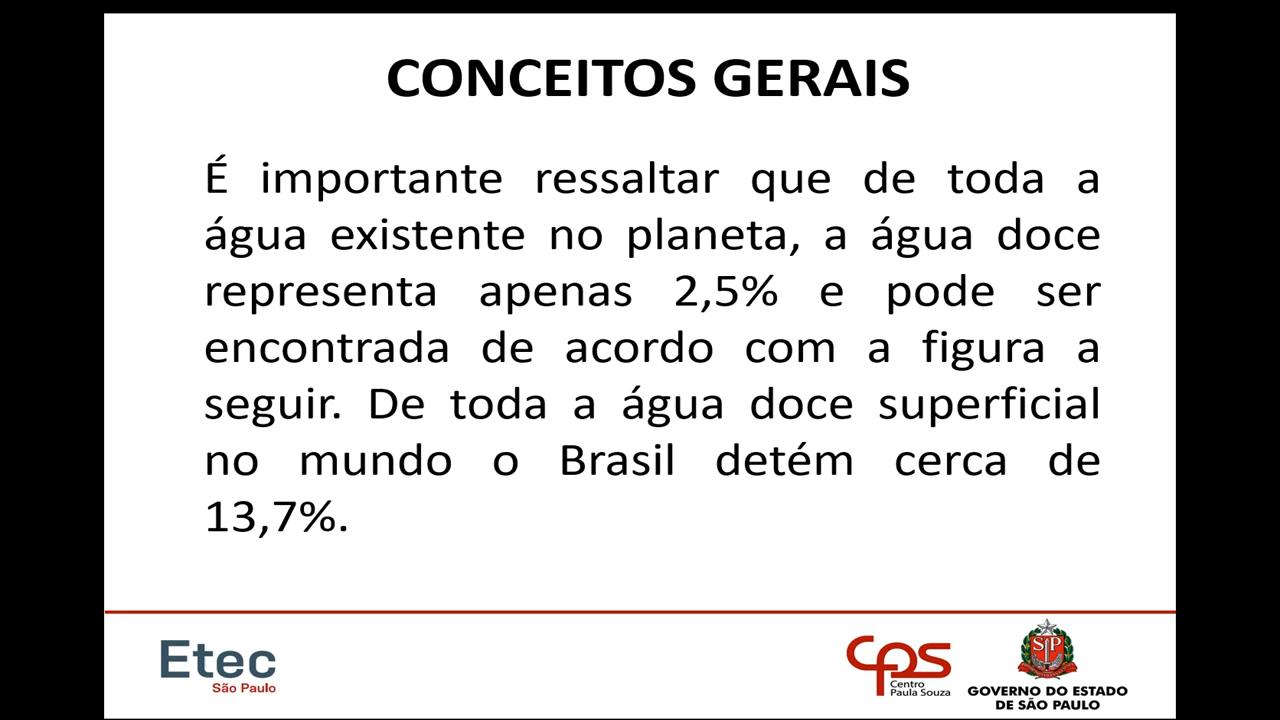 CONCEITOS GERAIS
É importante ressaltar que de toda a
água existente no planeta, a água doce
representa apenas 2,5% e pode ser
encontrada de acordo com a figura a
seguir. De toda a água doce superficial
no mundo o Brasil detém cerca de
13,7%.
Etec
São Paulo
CPS
Centro
Paula Souza
SP
GOVERNO DO ESTADO
DE SÃO PAULO